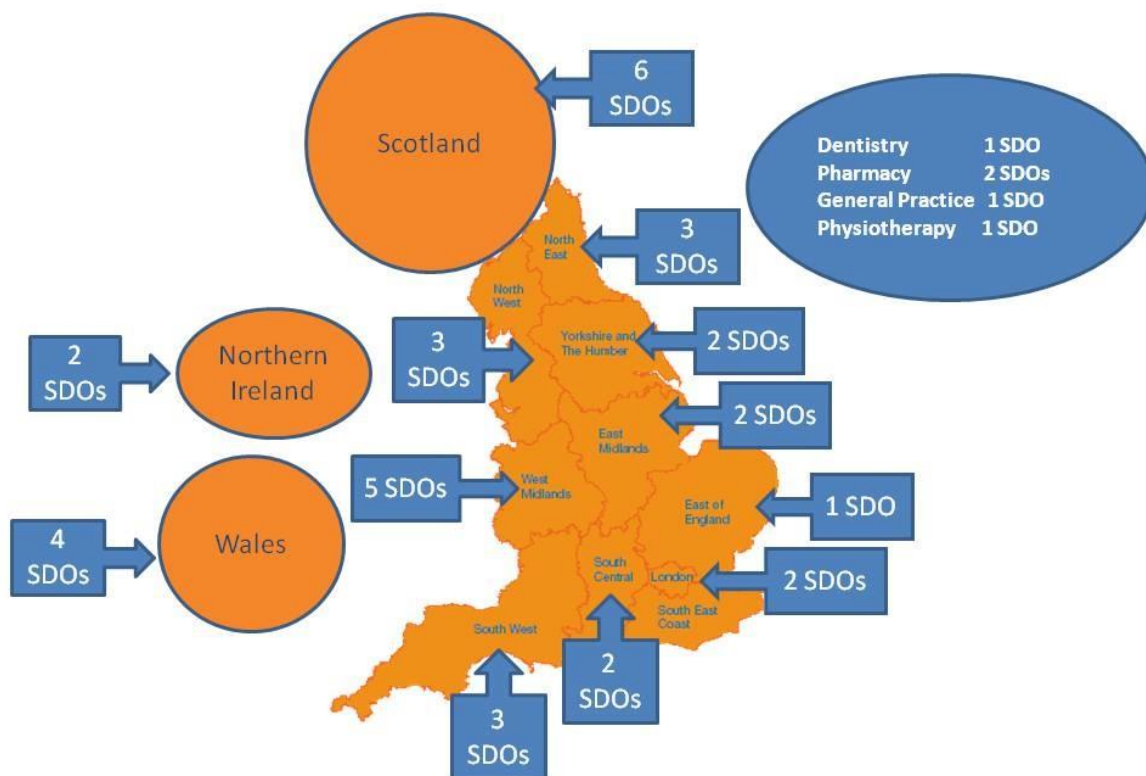 6
SDOs
Scotland
Dentistry 1 SDO
Pharmacy 2 SDOs
General Practice 1 SDO
Physiotherapy 1 SDO
North
East
3
SDOs
North
West
2
SDOs
Northern
Ireland
3
SDOs
Yorkshire and
The Humber
2 SDOs
East
Midlands
2 SDOs
5 SDOs
West
Midlands
East of
England
1 SDO
4
SDOs
Wales
South
Central
London
2 SDOs
South East
Coast
South West
2
SDOs
3
SDOs